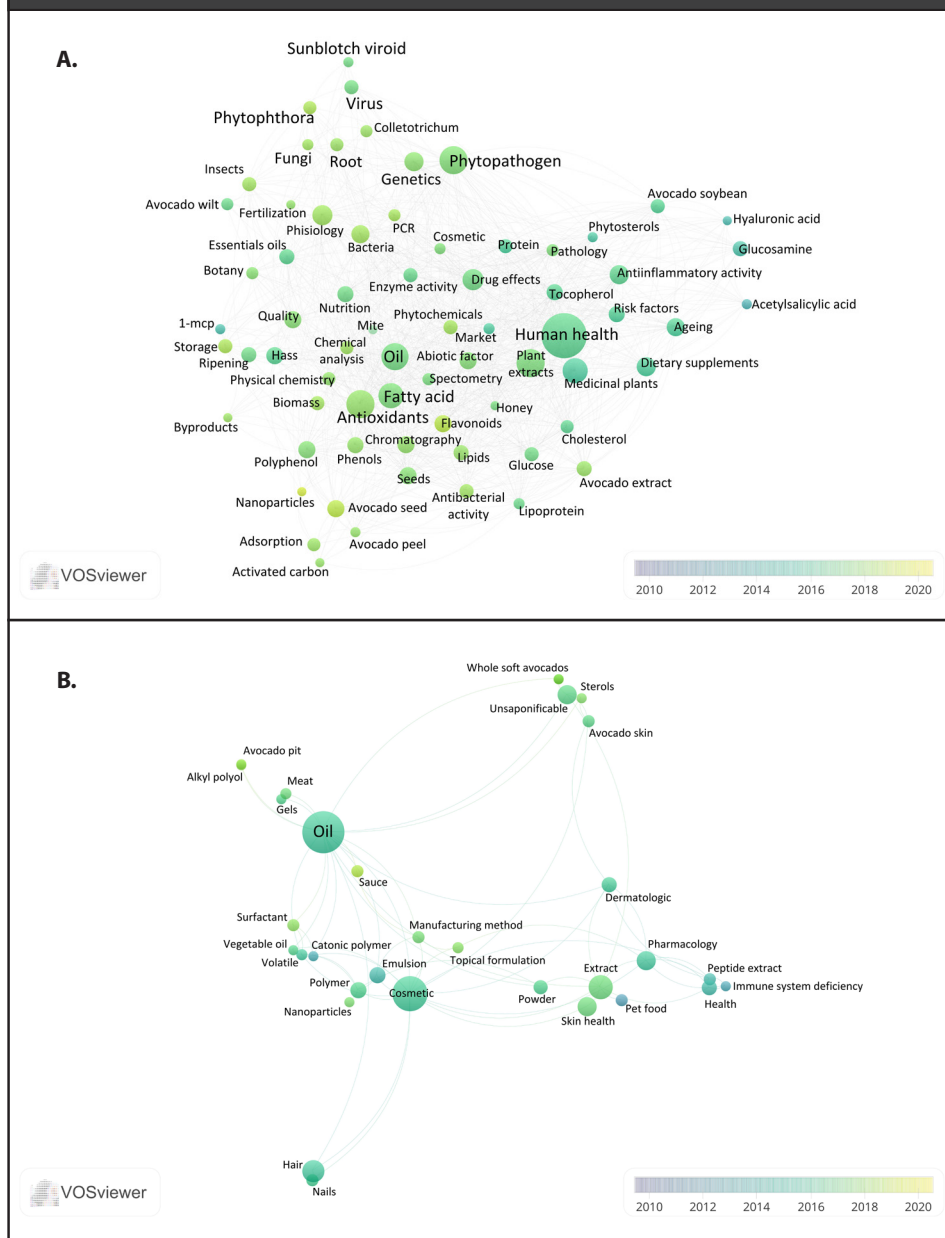 A.
Sunblotch viroid
Virus
Phytophthora
Colletotrichum
Fungi
Root
Phytopathogen
Genetics
Insects
Avocado wilt
Fertilization
Phisiology
PCR
Bacteria
Cosmetic
Protein
Pathology
Phytosterols
Avocado soybean
Hyaluronic acid
Glucosamine
Essentials oils
Botany
Enzyme activity
Drug effects
Antiinflammatory activity
Tocopherol
Nutrition
Risk factors
Acetylsalicylic acid
Quality
Mite
Phytochemicals
Market
Human health
Ageing
1-mcp
Storage
Ripening
Hass
Chemical
analysis
Oil
Abiotic factor
Plant
extracts
Medicinal plants
Dietary supplements
Physical chemistry
Spectometry
Biomass
Fatty acid
Antioxidants
Honey
Byproducts
Flavonoids
Chromatography
Cholesterol
Polyphenol
Phenols
Lipids
Glucose
Seeds
Avocado extract
Nanoparticles
Avocado seed
Antibacterial
activity
Lipoprotein
Adsorption
Avocado peel
Activated carbon
VOSviewer
2010 2012 2014 2016 2018 2020
B.
Whole soft avocados
Sterols
Unsaponificable
Avocado skin
Avocado pit
Alkyl polyol
Meat
Gels
Oil
Sauce
Dermatologic
Surfactant
Manufacturing method
Vegetable oil
Catonic polymer
Volatile
Topical formulation
Pharmacology
Emulsion
Extract
Peptide extract
Polymer
Cosmetic
Powder
Immune system deficiency
Nanoparticles
Pet food
Health
Skin health
Hair
Nails
VOSviewer
2010 2012 2014 2016 2018 2020